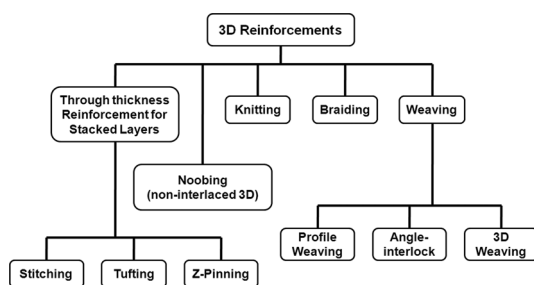 3D Reinforcements
Through thickness
Reinforcement for
Stacked Layers
Knitting
Braiding
Weaving
Noobing
(non-interlaced 3D)
Profile
Weaving
Angle-
interlock
3D
Weaving
Stitching
Tufting
Z-Pinning